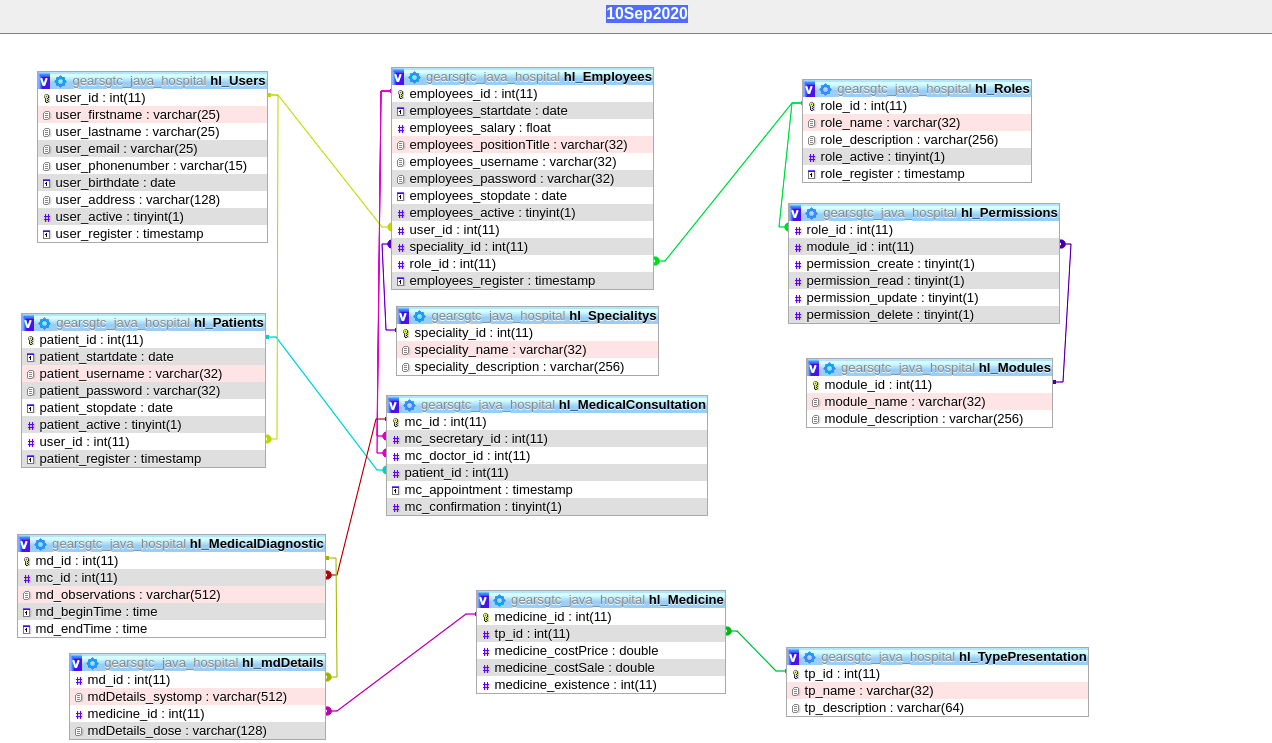 10Sep2020
gearsgtc_java_hospital hl_Users
user_id : int(11)
user_firstname : varchar(25)
user_lastname : varchar(25)
user_email : varchar(25)
user_phonenumber : varchar(15)
user_birthdate : date
user_address : varchar(128)
user_active : tinyint(1)
user_register : timestamp
gearsgtc_java_hospital hl_Employees
employees_id : int(11)
employees_startdate : date
employees_salary : float
employees_positionTitle : varchar(32)
employees_username : varchar(32)
employees_password : varchar(32)
employees_stopdate : date
employees_active : tinyint(1)
user_id : int(11)
speciality_id : int(11)
role_id : int(11)
employees_register : timestamp
gearsgtc_java_hospital hl_Roles
role_id : int(11)
role_name : varchar(32)
role_description : varchar(256)
role_active : tinyint(1)
role_register : timestamp
gearsgtc_java_hospital hl_Permissions
role_id : int(11)
module_id : int(11)
permission_create : tinyint(1)
permission_read : tinyint(1)
permission_update : tinyint(1)
permission_delete : tinyint(1)
gearsgtc_java_hospital hl_Patients
patient_id : int(11)
patient_startdate : date
patient_username : varchar(32)
patient_password : varchar(32)
patient_stopdate : date
patient_active : tinyint(1)
user_id : int(11)
patient_register : timestamp
gearsgtc_java_hospital hl_Specialitys
speciality_id : int(11)
speciality_name : varchar(32)
speciality_description : varchar(256)
gearsgtc_java_hospital hl_Modules
module_id : int(11)
module_name : varchar(32)
module_description : varchar(256)
gearsgtc_java_hospital hl_MedicalConsultation
mc_id : int(11)
mc_secretary_id : int(11)
mc_doctor_id : int(11)
patient_id : int(11)
mc_appointment : timestamp
mc_confirmation : tinyint(1)
gearsgtc_java_hospital hl_MedicalDiagnostic
md_id : int(11)
mc_id : int(11)
md_observations : varchar(512)
md_beginTime : time
md_endTime : time
gearsgtc_java_hospital hl_Medicine
medicine_id : int(11)
tp_id : int(11)
medicine_costPrice : double
medicine_costSale : double
medicine_existence : int(11)
gearsgtc_java_hospital hl_mdDetails
md_id : int(11)
mdDetails_systomp : varchar(512)
medicine_id : int(11)
mdDetails_dose : varchar(128)
gearsgtc_java_hospital hl_TypePresentation
tp_id : int(11)
tp_name : varchar(32)
tp_description : varchar(64)